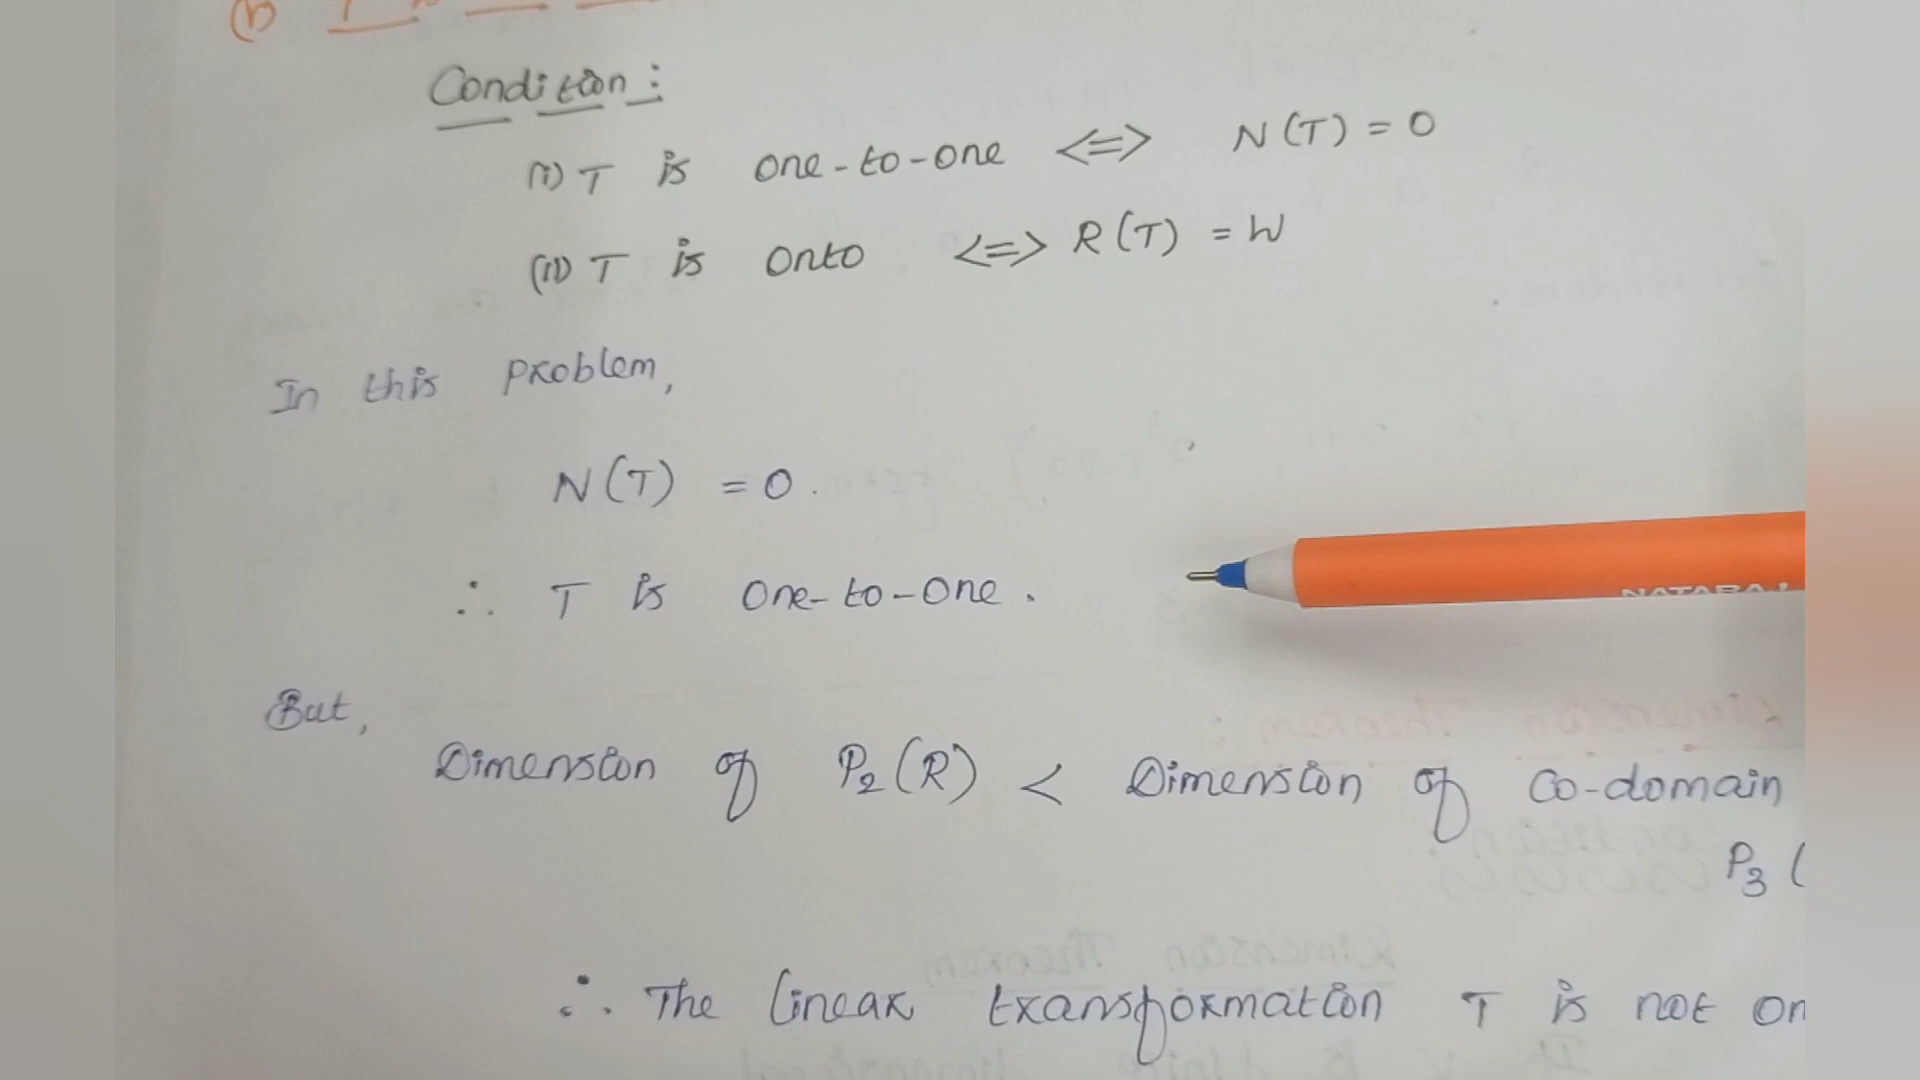 Condition:
(i) T is one-to-one <=> N(T) = 0
(ii) T is onto <=> R(T) = W
In this problem,
N(T) = 0.
∴ T is one-to-one.
But,
Dimension of P₂(R) < Dimension of co-domain
P₃(
∴ The linear transformation T is not on